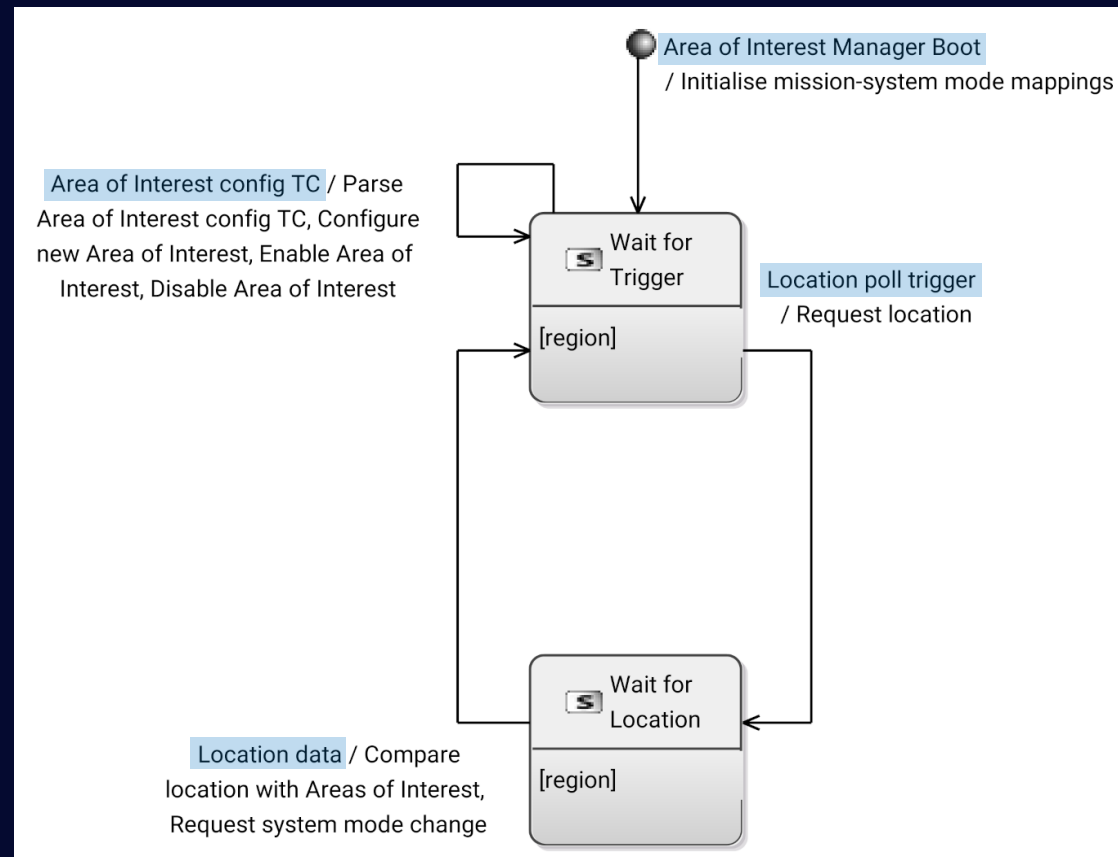 Area of Interest Manager Boot
/ Initialise mission-system mode mappings
Area of Interest config TC / Parse
Area of Interest config TC, Configure
new Area of Interest, Enable Area of
Interest, Disable Area of Interest
S
Wait for
Trigger
[region]
Location poll trigger
/ Request location
S
Wait for
Location
[region]
Location data / Compare
location with Areas of Interest,
Request system mode change